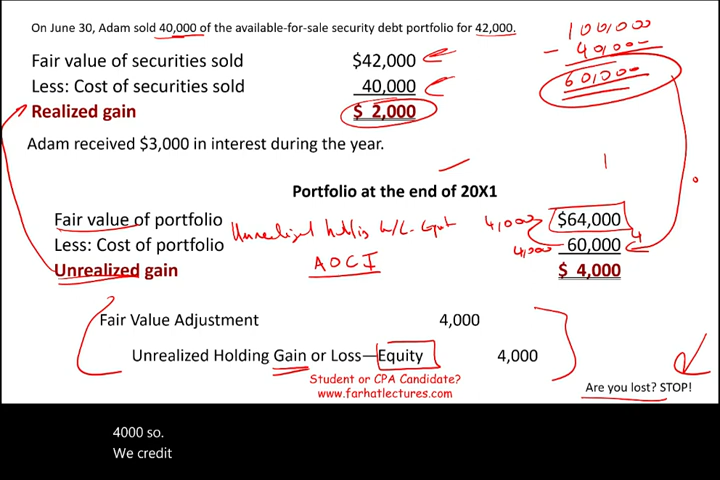 On June 30, Adam sold 40,000 of the available-for-sale security debt portfolio for 42,000.
100,000
- 40,000
60,000
Fair value of securities sold $42,000
Less: Cost of securities sold 40,000
Realized gain $ 2,000
Adam received $3,000 in interest during the year.
Portfolio at the end of 20X1
Fair value of portfolio 4,000 $64,000
Less: Cost of portfolio 4,000 60,000
Unrealized gain AOCI $ 4,000
Fair Value Adjustment 4,000
Unrealized Holding Gain or Loss—Equity 4,000
Student or CPA Candidate?
www.farhatlectures.com
Are you lost? STOP!
4000 so.
We credit